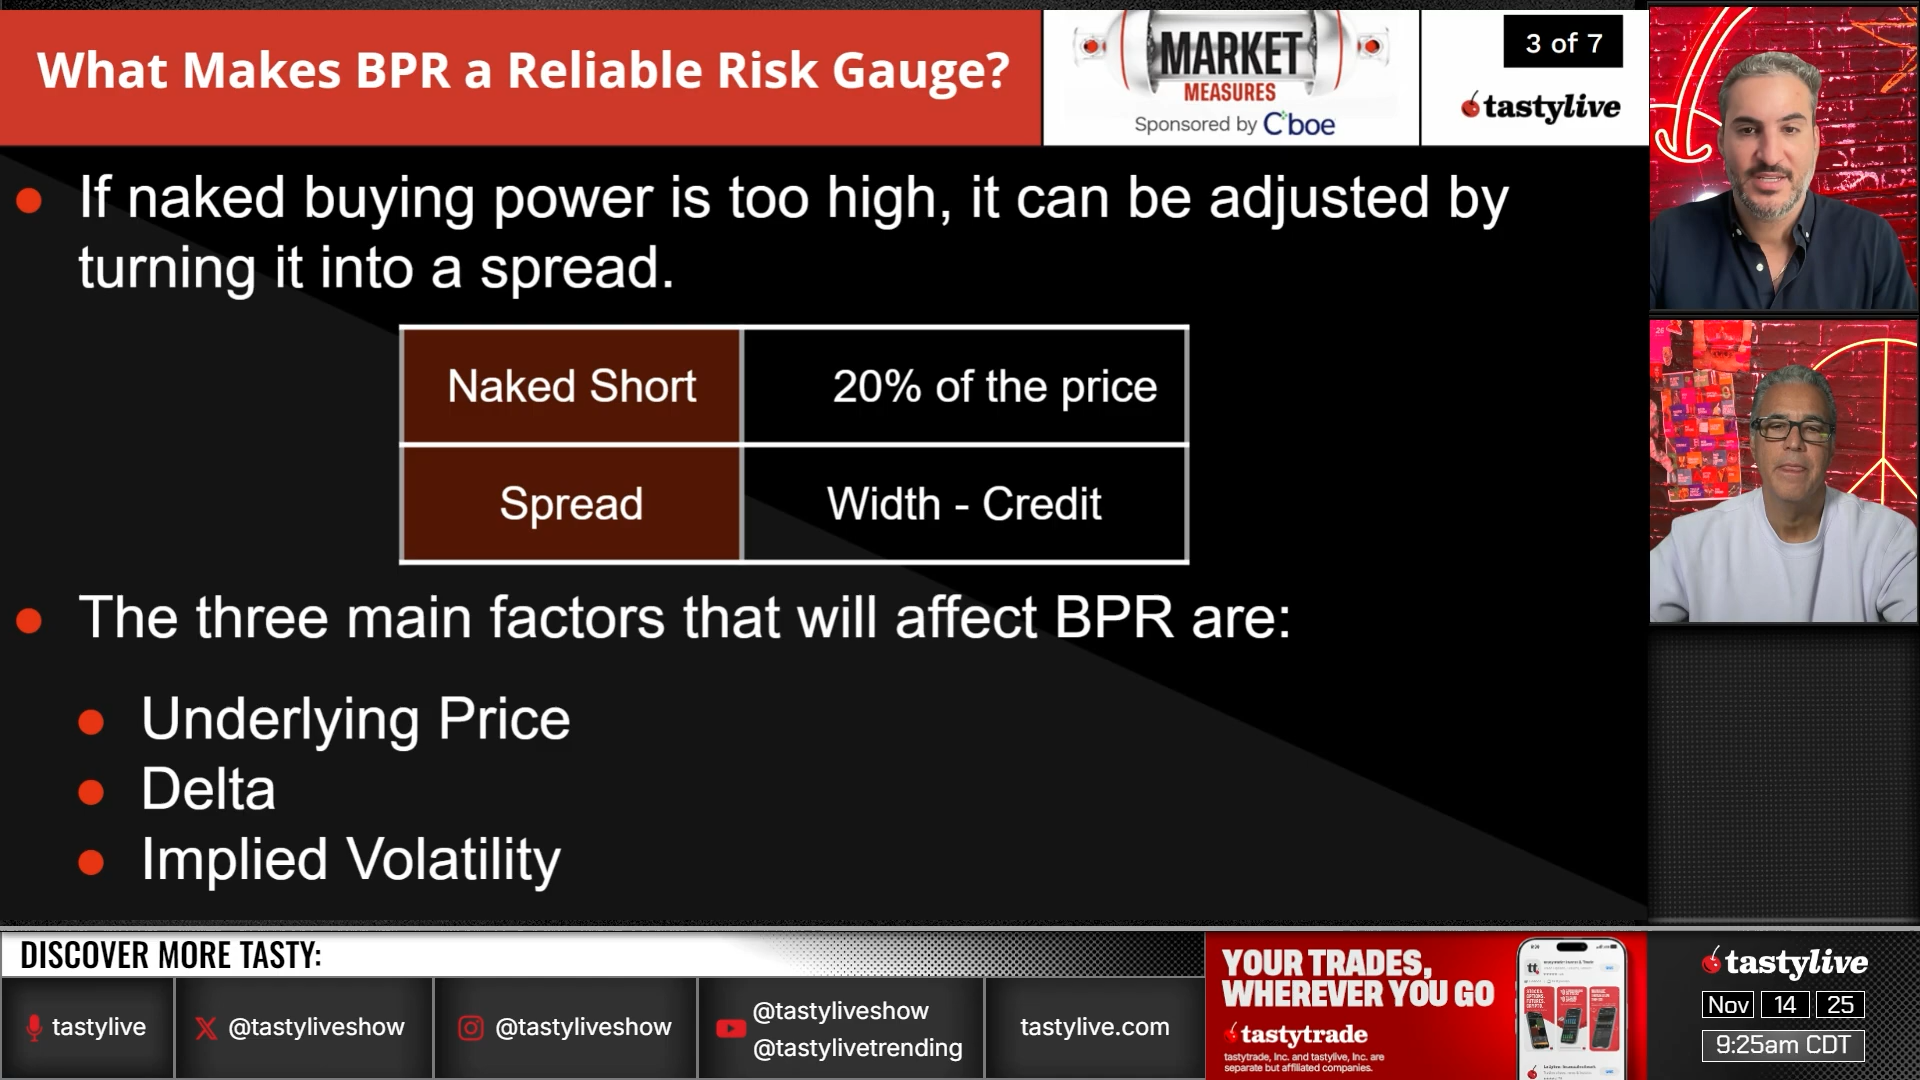 What Makes BPR a Reliable Risk Gauge?
MARKET
MEASURES
Sponsored by Cboe
3 of 7
tastylive
If naked buying power is too high, it can be adjusted by
turning it into a spread.
Naked Short
20% of the price
Spread
Width - Credit
The three main factors that will affect BPR are:
Underlying Price
Delta
Implied Volatility
DISCOVER MORE TASTY:
tastylive
@tastyliveshow
@tastyliveshow
@tastyliveshow
@tastylivetrending
tastylive.com
YOUR TRADES,
WHEREVER YOU GO
tastytrade
tastytrade, Inc. and tastylive, Inc. are
separate but affiliated companies.
tt
tastylive
Nov 14 25
9:25am CDT